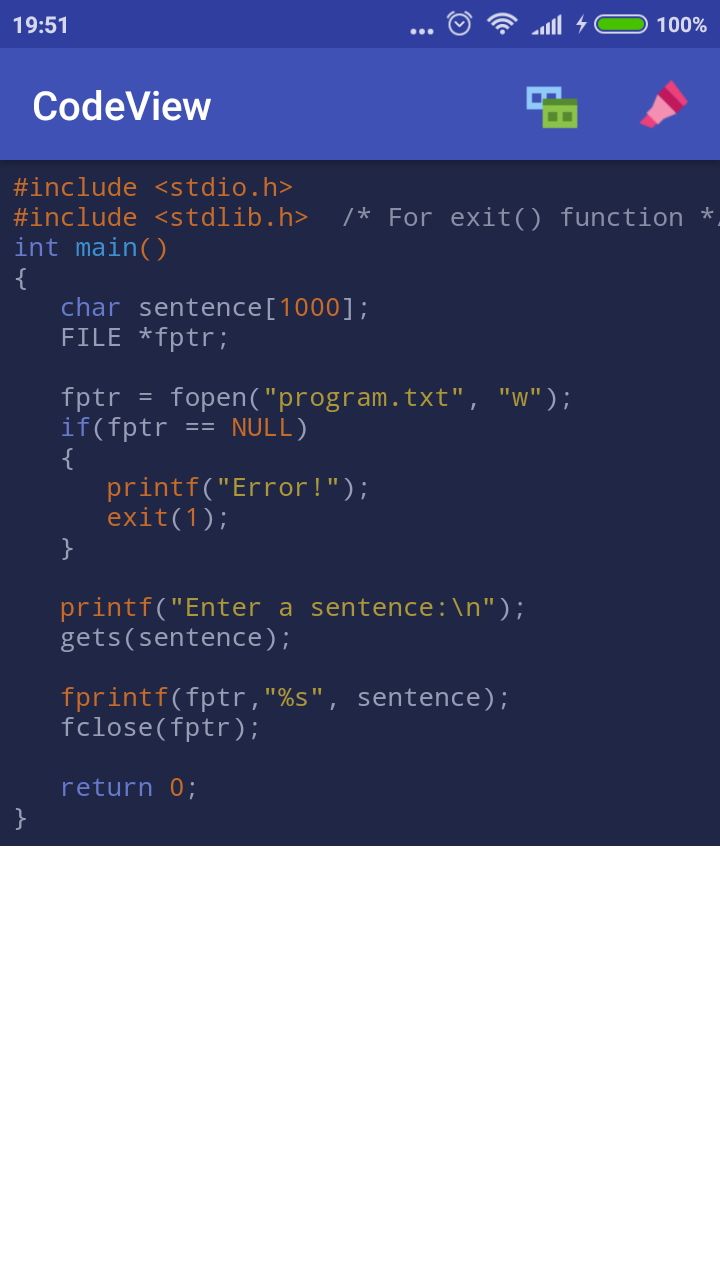 19:51 ... 100%
CodeView
#include <stdio.h>
#include <stdlib.h>  /* For exit() function */
int main()
{
   char sentence[1000];
   FILE *fptr;

   fptr = fopen("program.txt", "w");
   if(fptr == NULL)
   {
      printf("Error!");
      exit(1);
   }

   printf("Enter a sentence:\n");
   gets(sentence);

   fprintf(fptr,"%s", sentence);
   fclose(fptr);

   return 0;
}